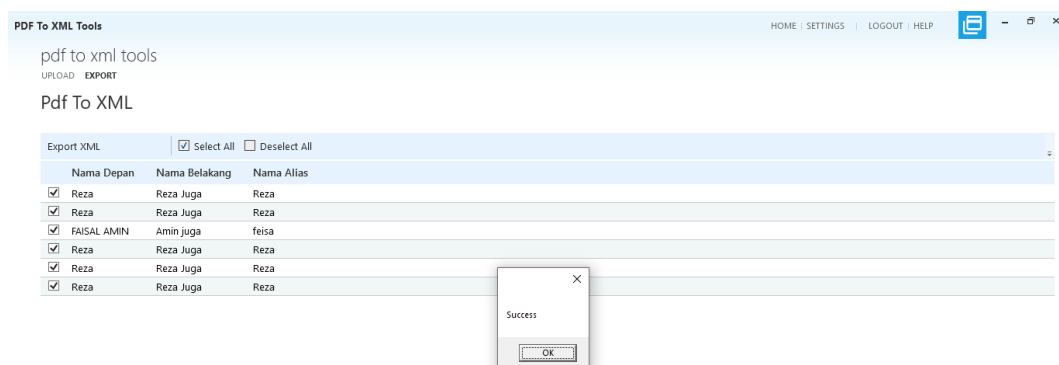 PDF To XML Tools HOME | SETTINGS | LOGOUT | HELP
pdf to xml tools
UPLOAD EXPORT
Pdf To XML
Export XML Select All Deselect All
Nama Depan Nama Belakang Nama Alias
Reza Reza Juga Reza
Reza Reza Juga Reza
FAISAL AMIN Amin juga feisa
Reza Reza Juga Reza
Reza Reza Juga Reza
Reza Reza Juga Reza
Success
OK